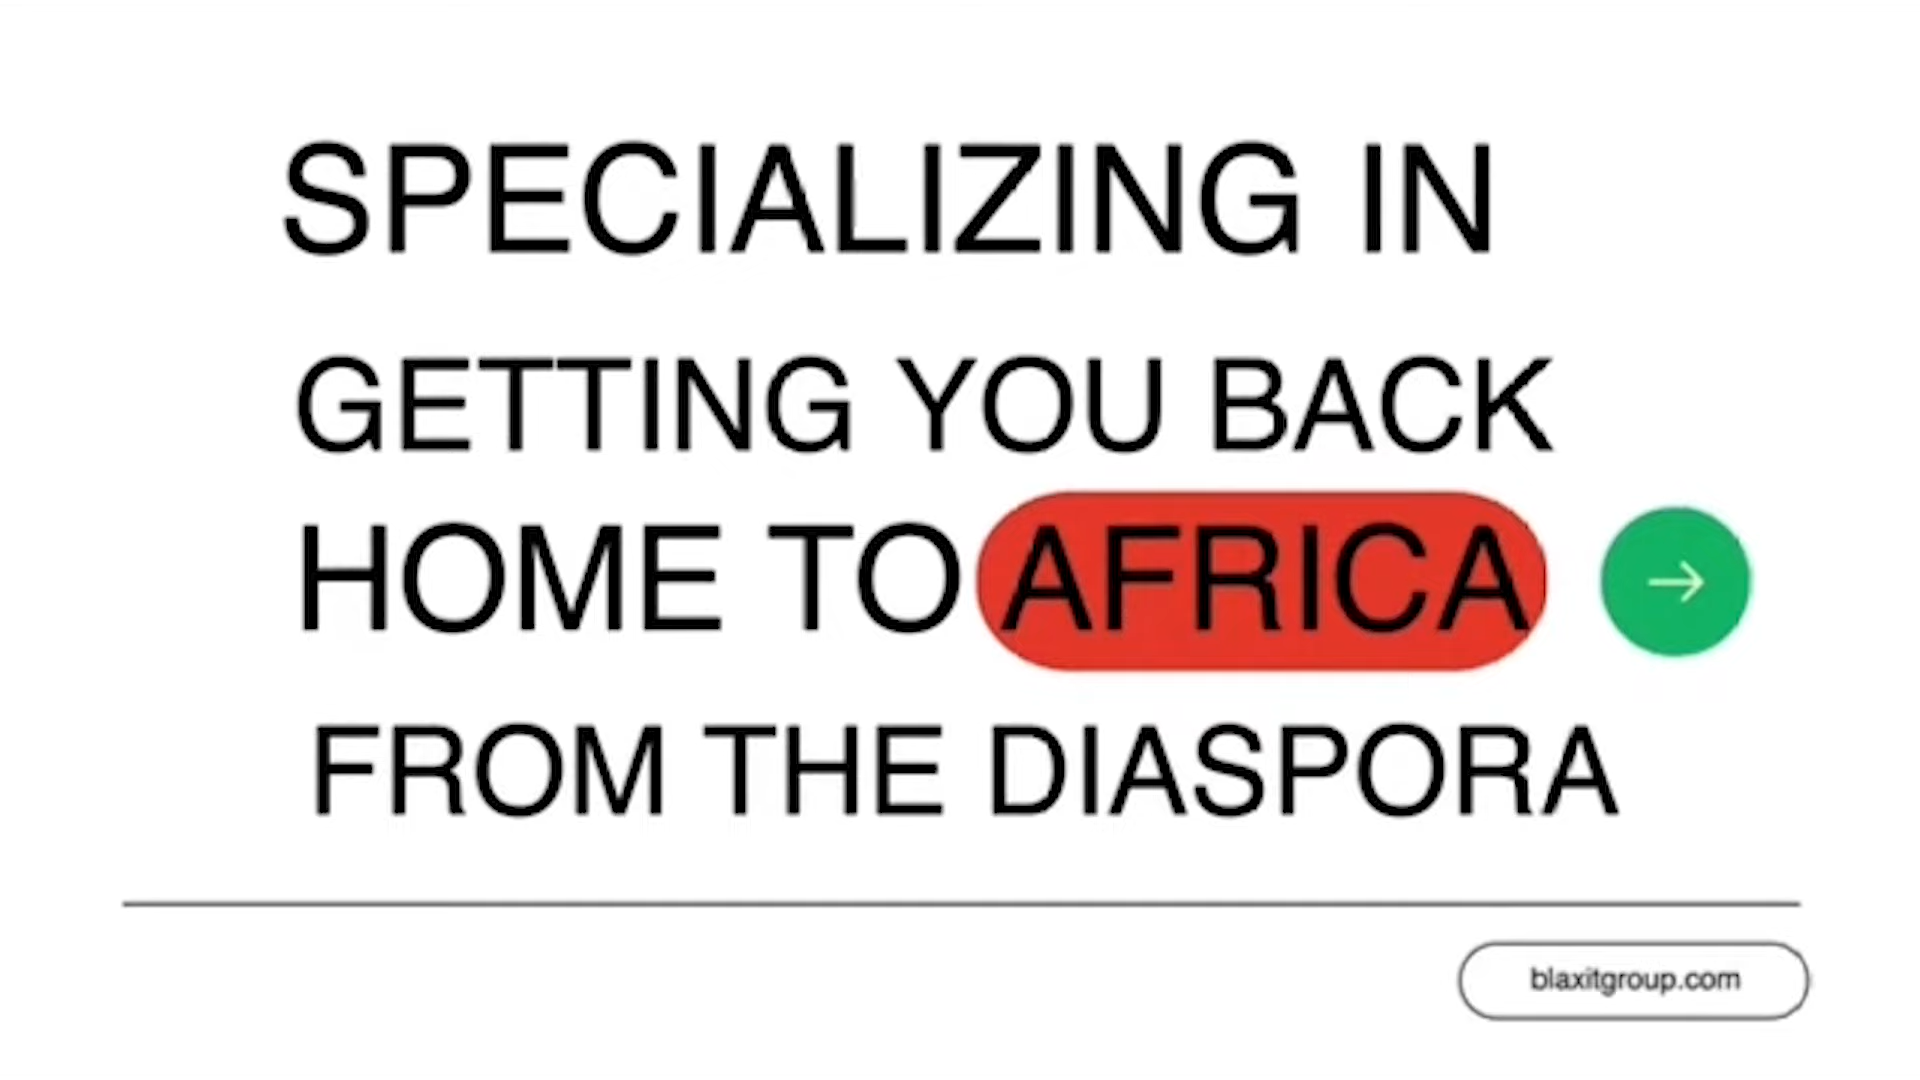 SPECIALIZING IN
GETTING YOU BACK
HOME TO AFRICA
FROM THE DIASPORA
blaxitgroup.com